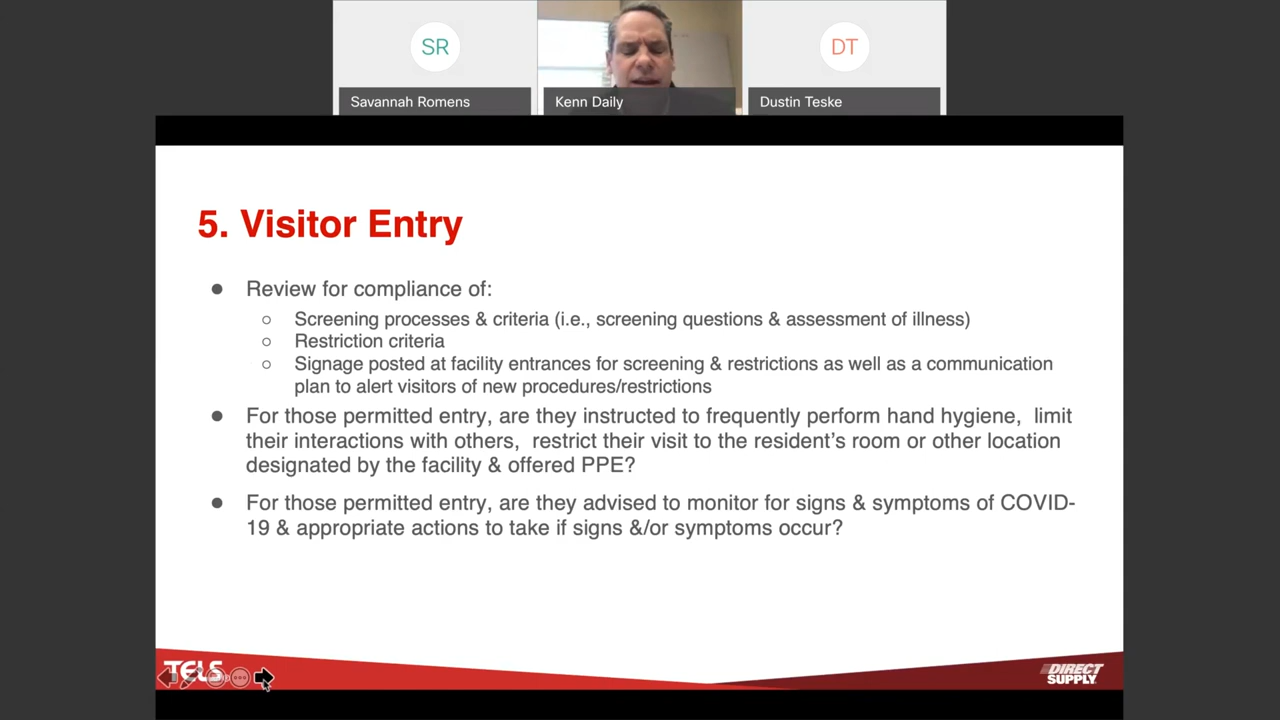 SR
DT
Savannah Romens
Kenn Daily
Dustin Teske
5. Visitor Entry
● Review for compliance of:
○ Screening processes & criteria (i.e., screening questions & assessment of illness)
○ Restriction criteria
○ Signage posted at facility entrances for screening & restrictions as well as a communication
plan to alert visitors of new procedures/restrictions
● For those permitted entry, are they instructed to frequently perform hand hygiene, limit
their interactions with others, restrict their visit to the resident's room or other location
designated by the facility & offered PPE?
● For those permitted entry, are they advised to monitor for signs & symptoms of COVID-
19 & appropriate actions to take if signs &/or symptoms occur?
TELS
DIRECT
SUPPLY